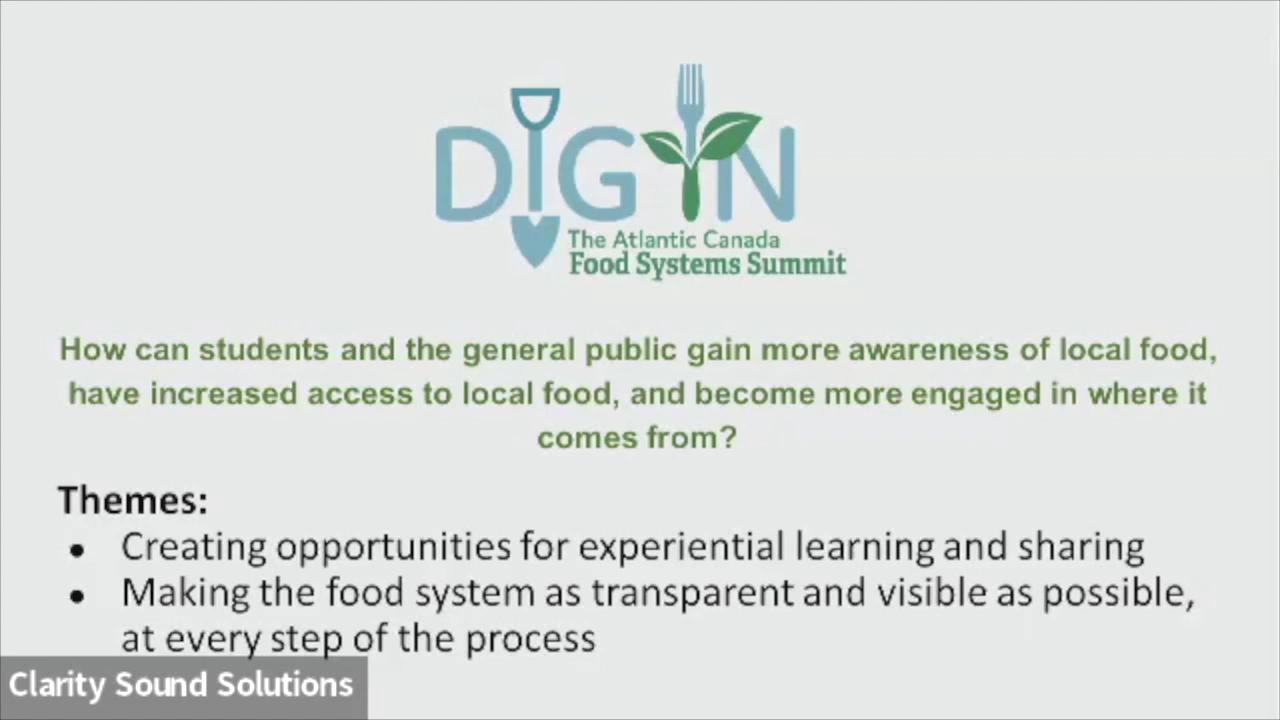 DIG IN
The Atlantic Canada
Food Systems Summit
How can students and the general public gain more awareness of local food,
have increased access to local food, and become more engaged in where it
comes from?
Themes:
• Creating opportunities for experiential learning and sharing
• Making the food system as transparent and visible as possible,
at every step of the process
Clarity Sound Solutions